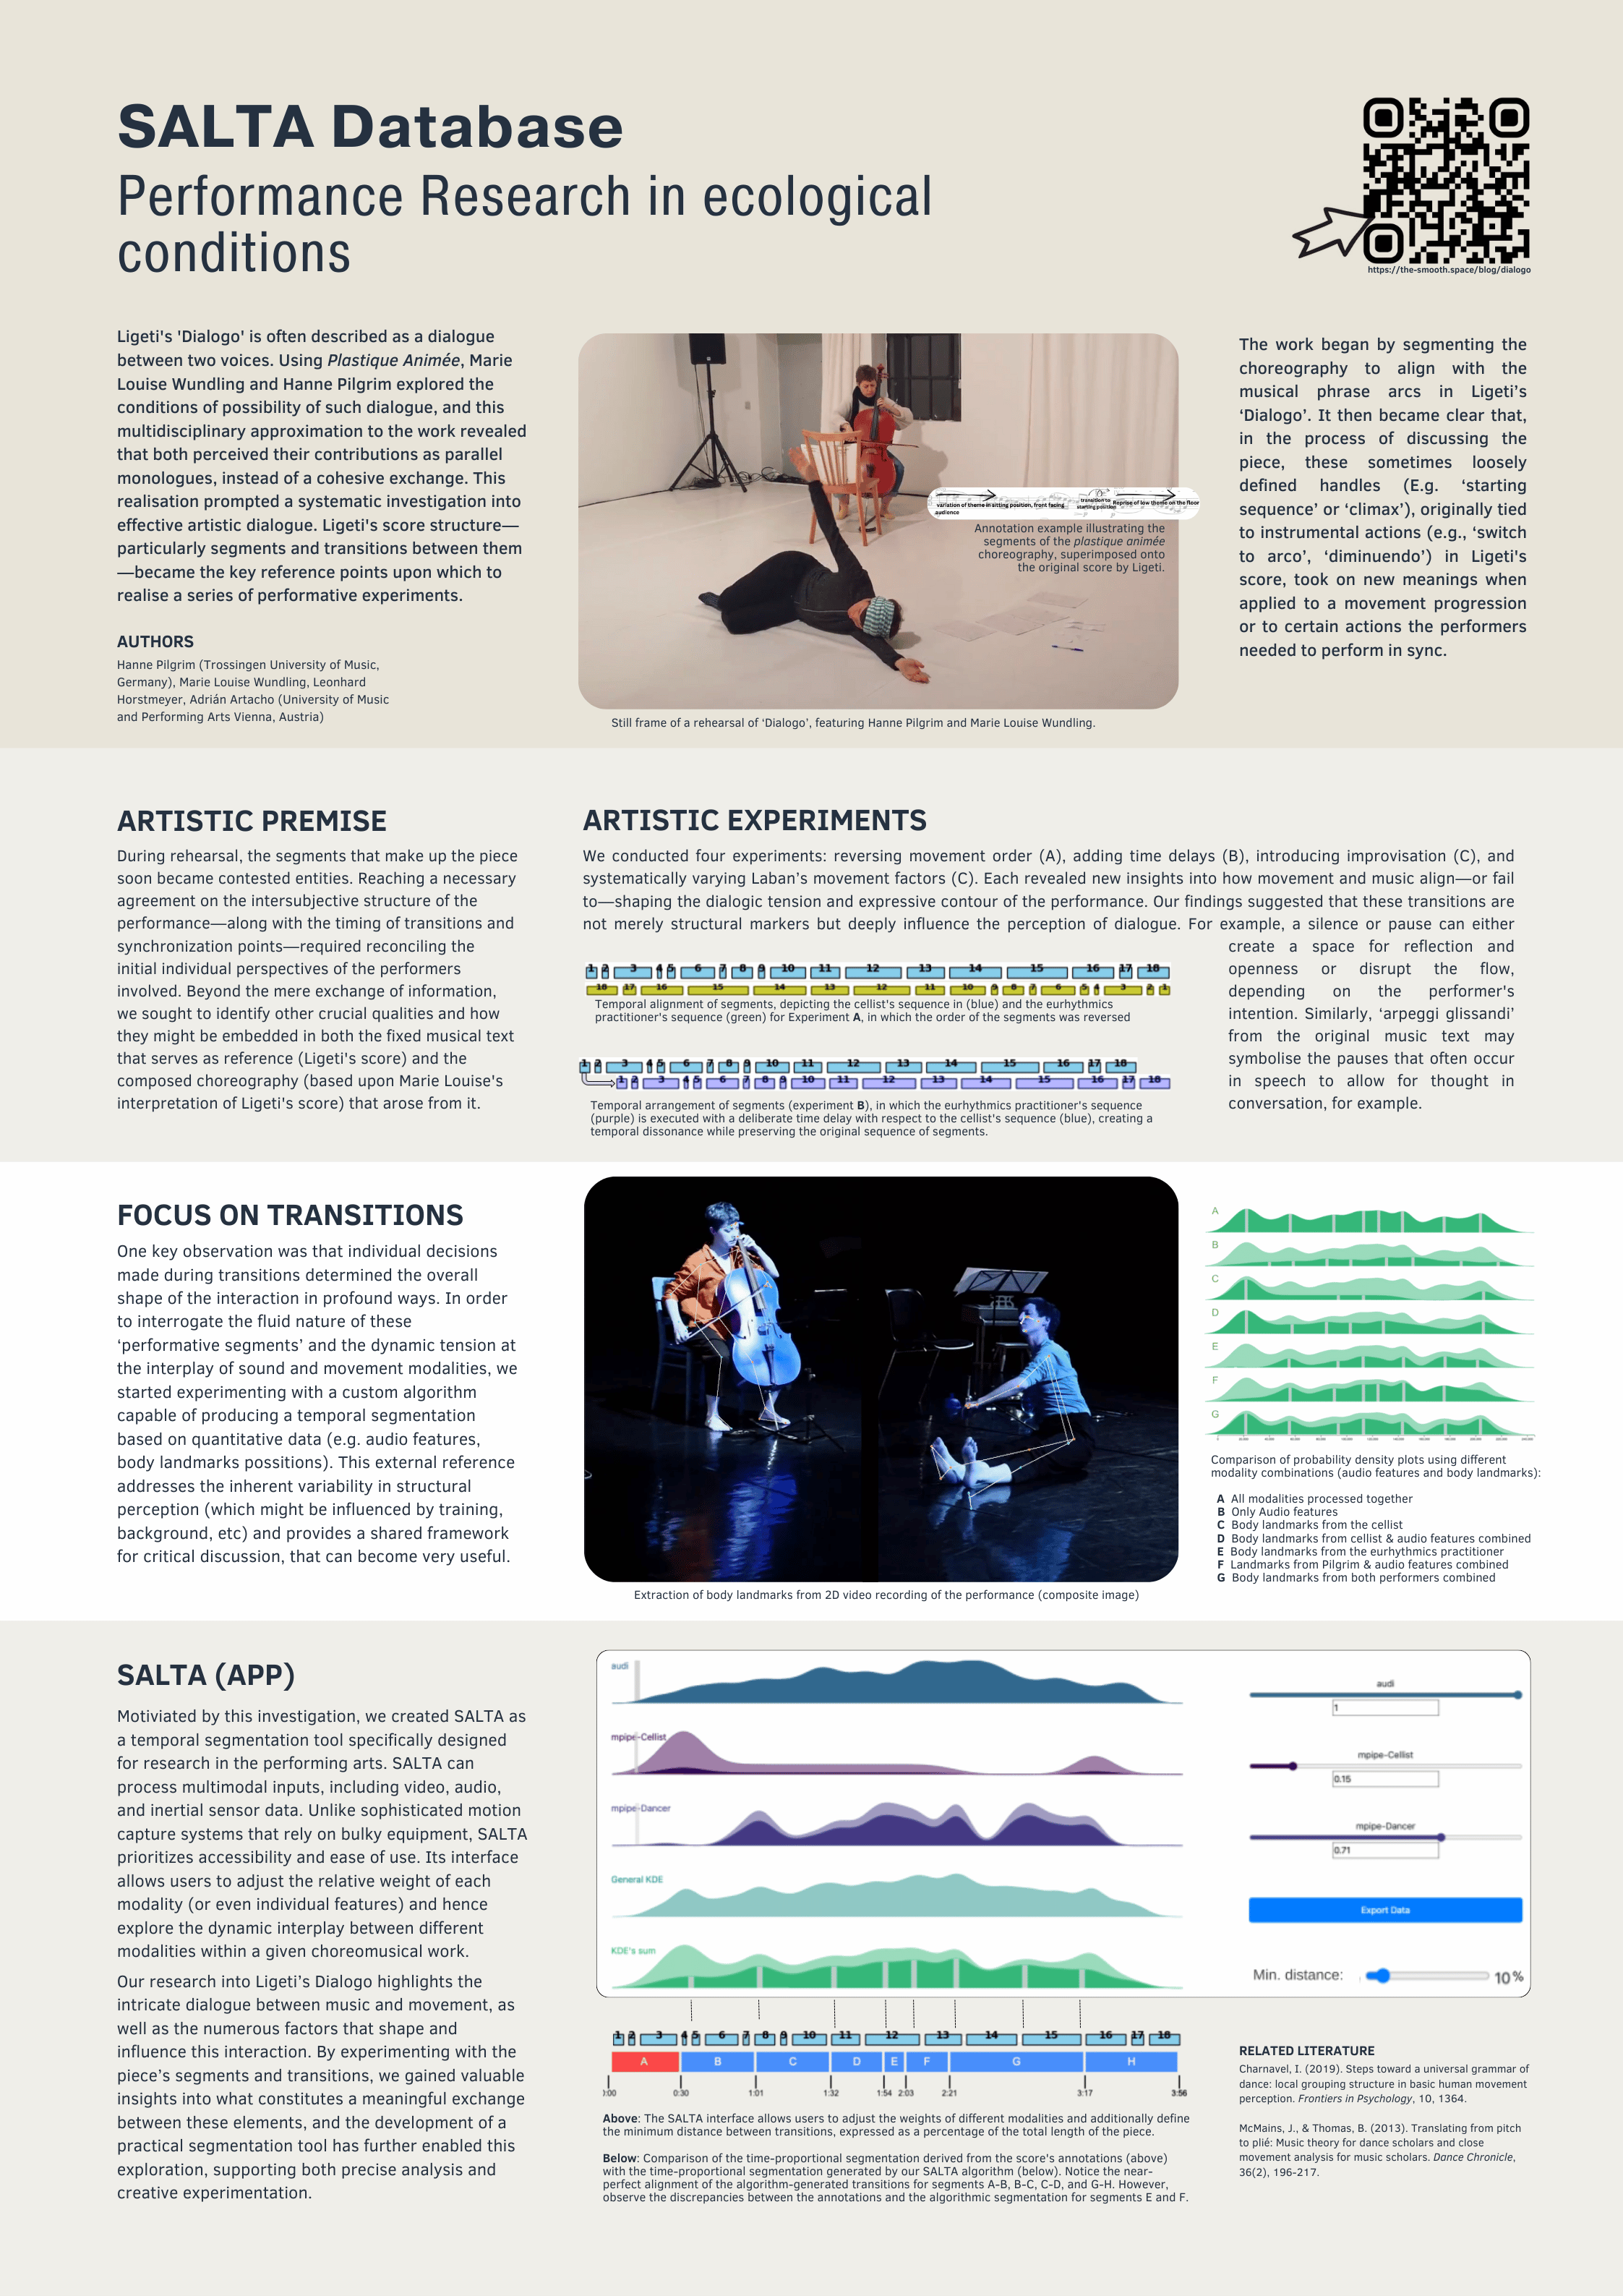 SALTA Database
Performance Research in ecological
conditions
https://the-smooth.space/blog/dialogo
Ligeti's 'Dialogo' is often described as a dialogue
between two voices. Using Plastique Animée, Marie
Louise Wundling and Hanne Pilgrim explored the
conditions of possibility of such dialogue, and this
multidisciplinary approximation to the work revealed
that both perceived their contributions as parallel
monologues, instead of a cohesive exchange. This
realisation prompted a systematic investigation into
effective artistic dialogue. Ligeti's score structure—
particularly segments and transitions between them
—became the key reference points upon which to
realise a series of performative experiments.
AUTHORS
Hanne Pilgrim (Trossingen University of Music,
Germany), Marie Louise Wundling, Leonhard
Horstmeyer, Adrián Artacho (University of Music
and Performing Arts Vienna, Austria)
variation of theme in sitting position, front facing
audience
transition to
starting position
Reprise of low theme on the floor
Annotation example illustrating the
segments of the plastique animée
choreography, superimposed onto
the original score by Ligeti.
Still frame of a rehearsal of ‘Dialogo’, featuring Hanne Pilgrim and Marie Louise Wundling.
The work began by segmenting the
choreography to align with the
musical phrase arcs in Ligeti’s
‘Dialogo’. It then became clear that,
in the process of discussing the
piece, these sometimes loosely
defined handles (E.g. ‘starting
sequence’ or ‘climax’), originally tied
to instrumental actions (e.g., ‘switch
to arco’, ‘diminuendo’) in Ligeti's
score, took on new meanings when
applied to a movement progression
or to certain actions the performers
needed to perform in sync.
ARTISTIC PREMISE
During rehearsal, the segments that make up the piece
soon became contested entities. Reaching a necessary
agreement on the intersubjective structure of the
performance—along with the timing of transitions and
synchronization points—required reconciling the
initial individual perspectives of the performers
involved. Beyond the mere exchange of information,
we sought to identify other crucial qualities and how
they might be embedded in both the fixed musical text
that serves as reference (Ligeti's score) and the
composed choreography (based upon Marie Louise's
interpretation of Ligeti's score) that arose from it.
ARTISTIC EXPERIMENTS
We conducted four experiments: reversing movement order (A), adding time delays (B), introducing improvisation (C), and
systematically varying Laban’s movement factors (C). Each revealed new insights into how movement and music align—or fail
to—shaping the dialogic tension and expressive contour of the performance. Our findings suggested that these transitions are
not merely structural markers but deeply influence the perception of dialogue. For example, a silence or pause can either
create a space for reflection and
openness or disrupt the flow,
depending on the performer's
intention. Similarly, ‘arpeggi glissandi’
from the original music text may
symbolise the pauses that often occur
in speech to allow for thought in
conversation, for example.
1 2 3 4 5 6 7 8 9 10 11 12 13 14 15 16 17 18
18 17 16 15 14 13 12 11 10 9 8 7 6 5 4 3 2 1
Temporal alignment of segments, depicting the cellist's sequence in (blue) and the eurhythmics
practitioner's sequence (green) for Experiment A, in which the order of the segments was reversed
1 2 3 4 5 6 7 8 9 10 11 12 13 14 15 16 17 18
1 2 3 4 5 6 7 8 9 10 11 12 13 14 15 16 17 18
Temporal arrangement of segments (experiment B), in which the eurhythmics practitioner's sequence
(purple) is executed with a deliberate time delay with respect to the cellist's sequence (blue), creating a
temporal dissonance while preserving the original sequence of segments.
FOCUS ON TRANSITIONS
One key observation was that individual decisions
made during transitions determined the overall
shape of the interaction in profound ways. In order
to interrogate the fluid nature of these
‘performative segments’ and the dynamic tension at
the interplay of sound and movement modalities, we
started experimenting with a custom algorithm
capable of producing a temporal segmentation
based on quantitative data (e.g. audio features,
body landmarks possitions). This external reference
addresses the inherent variability in structural
perception (which might be influenced by training,
background, etc) and provides a shared framework
for critical discussion, that can become very useful.
Extraction of body landmarks from 2D video recording of the performance (composite image)
A
B
C
D
E
F
G
Comparison of probability density plots using different
modality combinations (audio features and body landmarks):
A All modalities processed together
B Only Audio features
C Body landmarks from the cellist
D Body landmarks from cellist & audio features combined
E Body landmarks from the eurhythmics practitioner
F Landmarks from Pilgrim & audio features combined
G Body landmarks from both performers combined
SALTA (APP)
Motiviated by this investigation, we created SALTA as
a temporal segmentation tool specifically designed
for research in the performing arts. SALTA can
process multimodal inputs, including video, audio,
and inertial sensor data. Unlike sophisticated motion
capture systems that rely on bulky equipment, SALTA
prioritizes accessibility and ease of use. Its interface
allows users to adjust the relative weight of each
modality (or even individual features) and hence
explore the dynamic interplay between different
modalities within a given choreomusical work.
Our research into Ligeti’s Dialogo highlights the
intricate dialogue between music and movement, as
well as the numerous factors that shape and
influence this interaction. By experimenting with the
piece’s segments and transitions, we gained valuable
insights into what constitutes a meaningful exchange
between these elements, and the development of a
practical segmentation tool has further enabled this
exploration, supporting both precise analysis and
creative experimentation.
audi
mpipe-Cellist
mpipe-Dancer
General KDE
KDE's sum
audi
1
mpipe-Cellist
0.15
mpipe-Dancer
0.71
Export Data
Min. distance: 10%
1 2 3 4 5 6 7 8 9 10 11 12 13 14 15 16 17 18
A B C D E F G H
0:00 0:30 1:01 1:32 1:54 2:03 2:21 3:17 3:56
Above: The SALTA interface allows users to adjust the weights of different modalities and additionally define
the minimum distance between transitions, expressed as a percentage of the total length of the piece.
Below: Comparison of the time-proportional segmentation derived from the score's annotations (above)
with the time-proportional segmentation generated by our SALTA algorithm (below). Notice the near-
perfect alignment of the algorithm-generated transitions for segments A-B, B-C, C-D, and G-H. However,
observe the discrepancies between the annotations and the algorithmic segmentation for segments E and F.
RELATED LITERATURE
Charnavel, I. (2019). Steps toward a universal grammar of
dance: local grouping structure in basic human movement
perception. Frontiers in Psychology, 10, 1364.
McMains, J., & Thomas, B. (2013). Translating from pitch
to plié: Music theory for dance scholars and close
movement analysis for music scholars. Dance Chronicle,
36(2), 196-217.